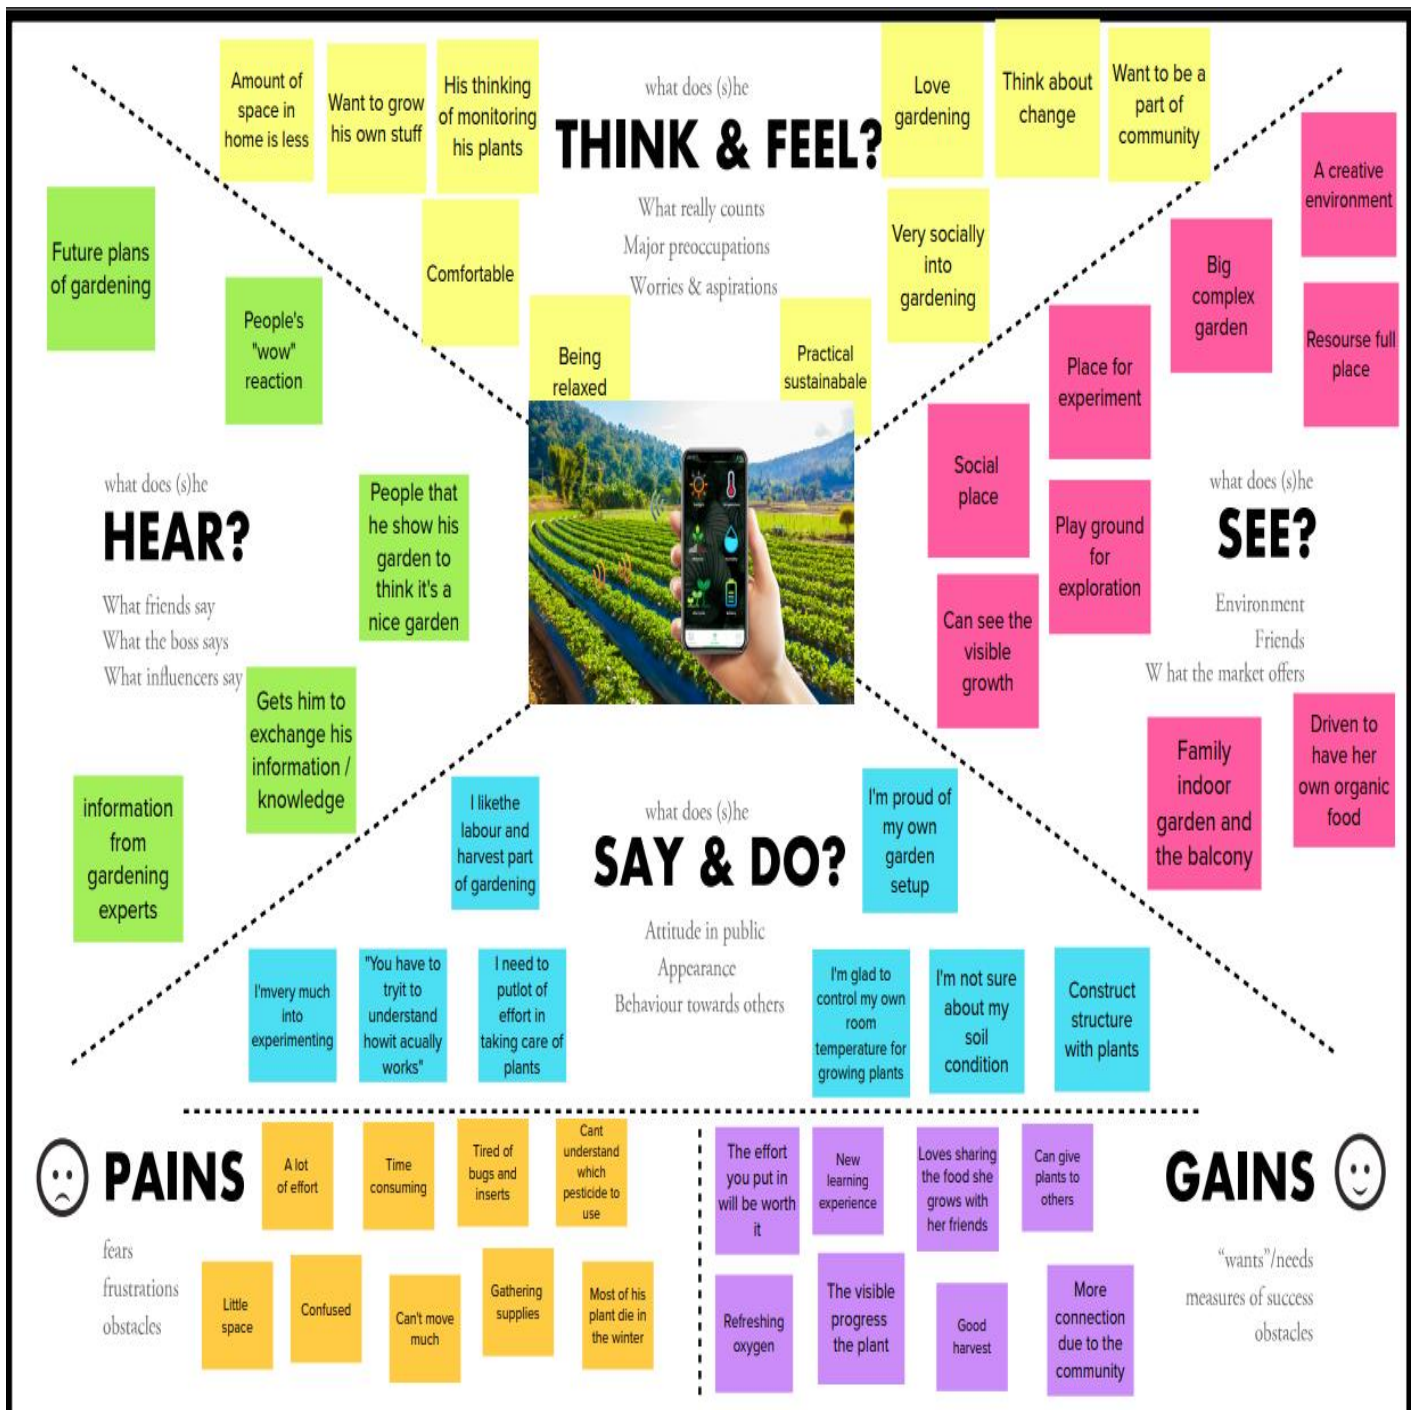 what does (s)he
THINK & FEEL?
What really counts
Major preoccupations
Worries & aspirations
Amount of
space in
home is less
Want to grow
his own stuff
His thinking
of monitoring
his plants
Comfortable
Being
relaxed
Love
gardening
Think about
change
Want to be a
part of
community
Very socially
into
gardening
Practical
sustainabale
what does (s)he
HEAR?
What friends say
What the boss says
What influencers say
Future plans
of gardening
People's
"wow"
reaction
People that
he show his
garden to
think it's a
nice garden
Gets him to
exchange his
information /
knowledge
information
from
gardening
experts
what does (s)he
SEE?
Environment
Friends
W hat the market offers
A creative
environment
Big
complex
garden
Resourse full
place
Place for
experiment
Social
place
Play ground
for
exploration
Can see the
visible
growth
Family
indoor
garden and
the balcony
Driven to
have her
own organic
food
what does (s)he
SAY & DO?
Attitude in public
Appearance
Behaviour towards others
I likethe
labour and
harvest part
of gardening
I'm proud of
my own
garden
setup
I'mvery much
into
experimenting
"You have to
tryit to
understand
howit acually
works"
I need to
putlot of
effort in
taking care of
plants
I'm glad to
control my own
room
temperature for
growing plants
I'm not sure
about my
soil
condition
Construct
structure
with plants
PAINS
fears
frustrations
obstacles
A lot
of effort
Time
consuming
Tired of
bugs and
inserts
Cant
understand
which
pesticide to
use
Little
space
Confused
Can't move
much
Gathering
supplies
Most of his
plant die in
the winter
GAINS
"wants"/needs
measures of success
obstacles
The effort
you put in
will be worth
it
New
learning
experience
Loves sharing
the food she
grows with
her friends
Can give
plants to
others
Refreshing
oxygen
The visible
progress
the plant
Good
harvest
More
connection
due to the
community